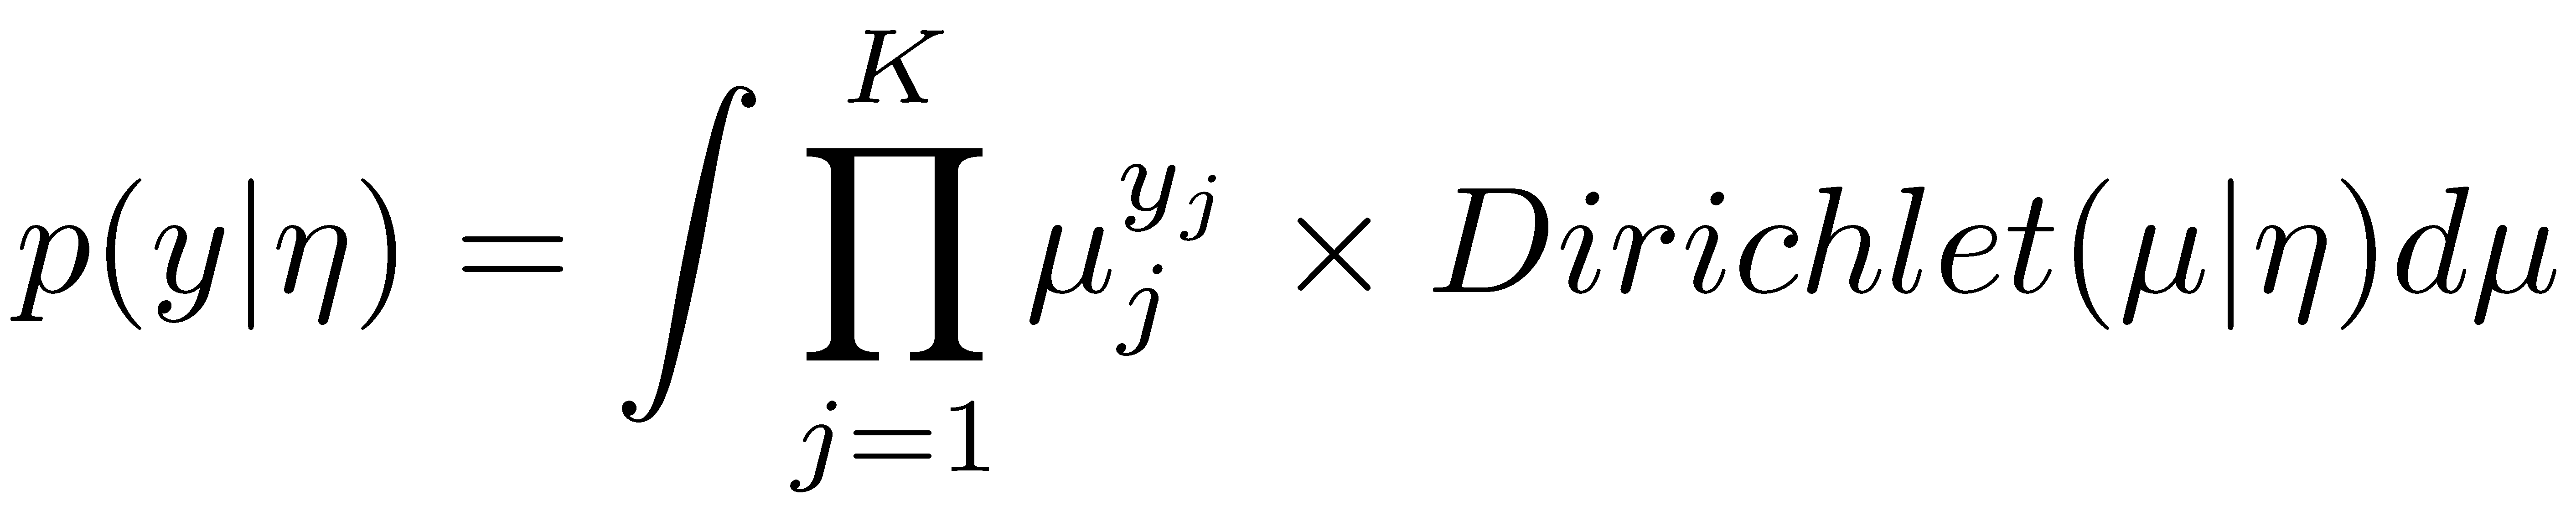 p(y|η) = ∫ ∏_{j=1}^{K} μ_j^{y_j} × Dirichlet(μ|η)dμ